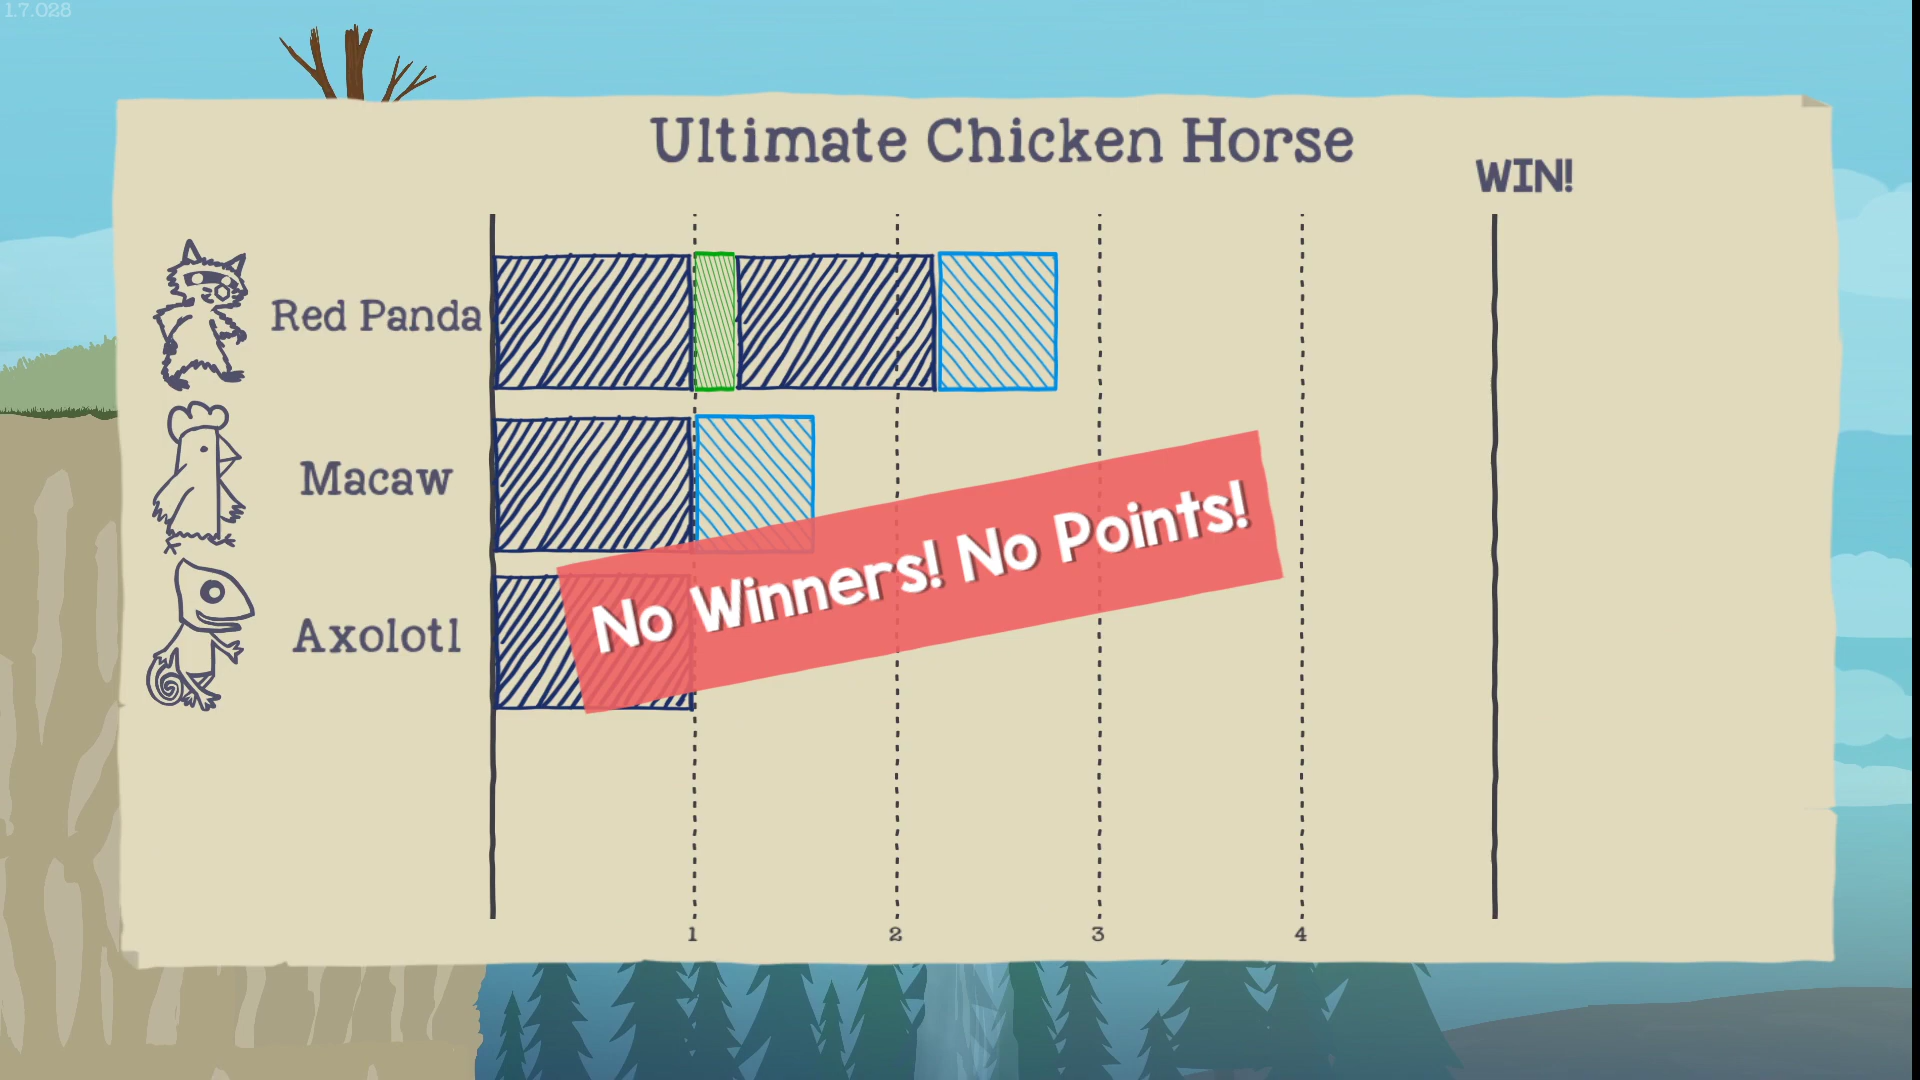 1.7.028
Ultimate Chicken Horse
WIN!
Red Panda
Macaw
No Winners! No Points!
Axolotl
1 2 3 4